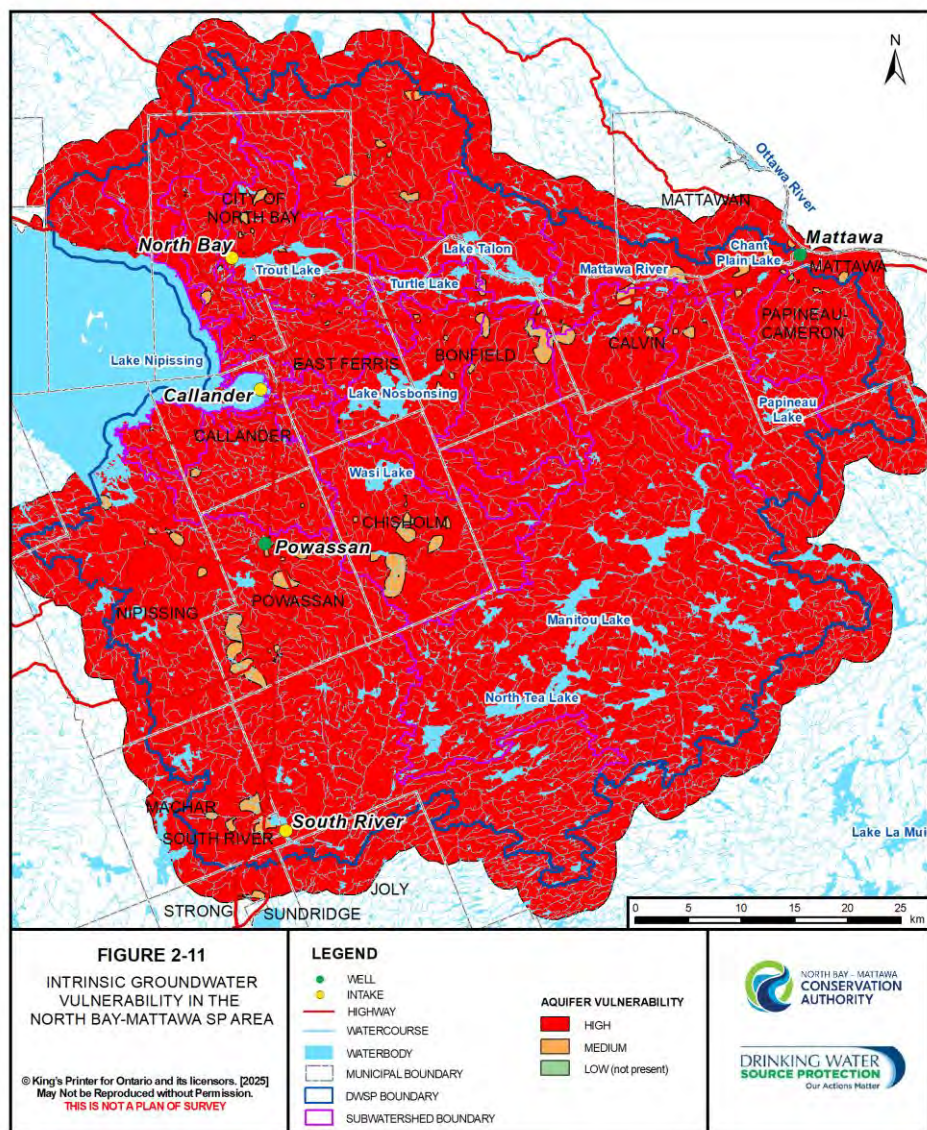 N
Ottawa River
MATTAWAN
CITY OF
NORTH BAY
North Bay
Trout Lake
Lake Talon
Turtle Lake
Mattawa River
Chant
Plain Lake
Mattawa
MATTAWA
PAPINEAU-
CAMERON
Lake Nipissing
EAST FERRIS
BONFIELD
CALVIN
Callander
CALLANDER
Lake Nosbonsing
Papineau
Lake
Wasi Lake
CHISHOLM
Powassan
POWASSAN
NIPISSING
Manitou Lake
North Tea Lake
MACHAR
SOUTH RIVER
South River
Lake La Mui
JOLY
STRONG
SUNDRIDGE
0 5 10 15 20 25
km
FIGURE 2-11
INTRINSIC GROUNDWATER
VULNERABILITY IN THE
NORTH BAY-MATTAWA SP AREA
© King's Printer for Ontario and its licensors. [2025]
May Not be Reproduced without Permission.
THIS IS NOT A PLAN OF SURVEY
LEGEND
WELL
INTAKE
HIGHWAY
WATERCOURSE
WATERBODY
MUNICIPAL BOUNDARY
DWSP BOUNDARY
SUBWATERSHED BOUNDARY
AQUIFER VULNERABILITY
HIGH
MEDIUM
LOW (not present)
NORTH BAY - MATTAWA
CONSERVATION
AUTHORITY
DRINKING WATER
SOURCE PROTECTION
Our Actions Matter